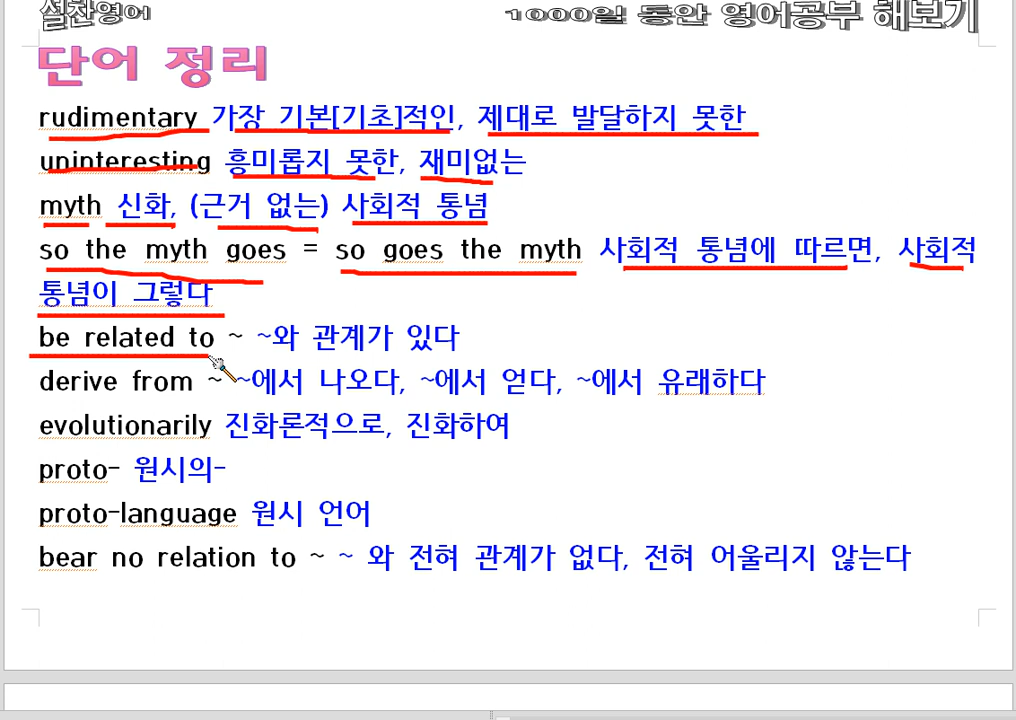 설찬영어 1000일 동안 영어공부 해보기
단어 정리
rudimentary 가장 기본[기초]적인, 제대로 발달하지 못한
uninteresting 흥미롭지 못한, 재미없는
myth 신화, (근거 없는) 사회적 통념
so the myth goes = so goes the myth 사회적 통념에 따르면, 사회적
통념이 그렇다
be related to ~ ~와 관계가 있다
derive from ~ ~에서 나오다, ~에서 얻다, ~에서 유래하다
evolutionarily 진화론적으로, 진화하여
proto- 원시의-
proto-language 원시 언어
bear no relation to ~ ~ 와 전혀 관계가 없다, 전혀 어울리지 않는다